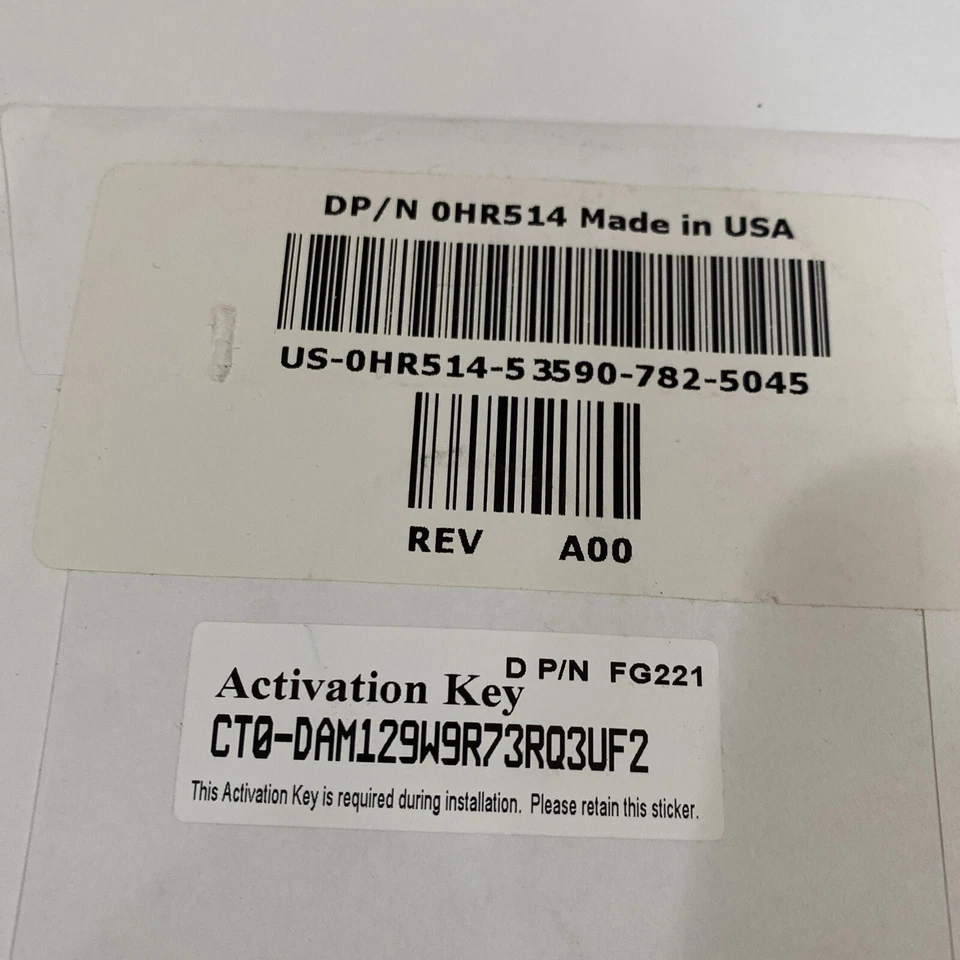 DP/N 0HR514 Made in USA
US-0HR514-53590-782-5045
REV A00
D P/N FG221
Activation Key
CT0-DAM129W9R73RQ3UF2
This Activation Key is required during installation. Please retain this sticker.